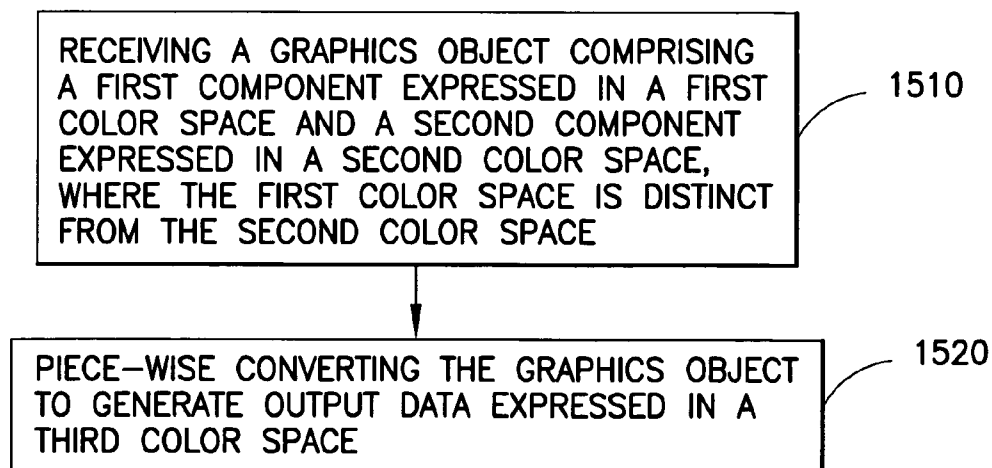 RECEIVING A GRAPHICS OBJECT COMPRISING
A FIRST COMPONENT EXPRESSED IN A FIRST
COLOR SPACE AND A SECOND COMPONENT
EXPRESSED IN A SECOND COLOR SPACE,
WHERE THE FIRST COLOR SPACE IS DISTINCT
FROM THE SECOND COLOR SPACE
1510
PIECE-WISE CONVERTING THE GRAPHICS OBJECT
TO GENERATE OUTPUT DATA EXPRESSED IN A
THIRD COLOR SPACE
1520